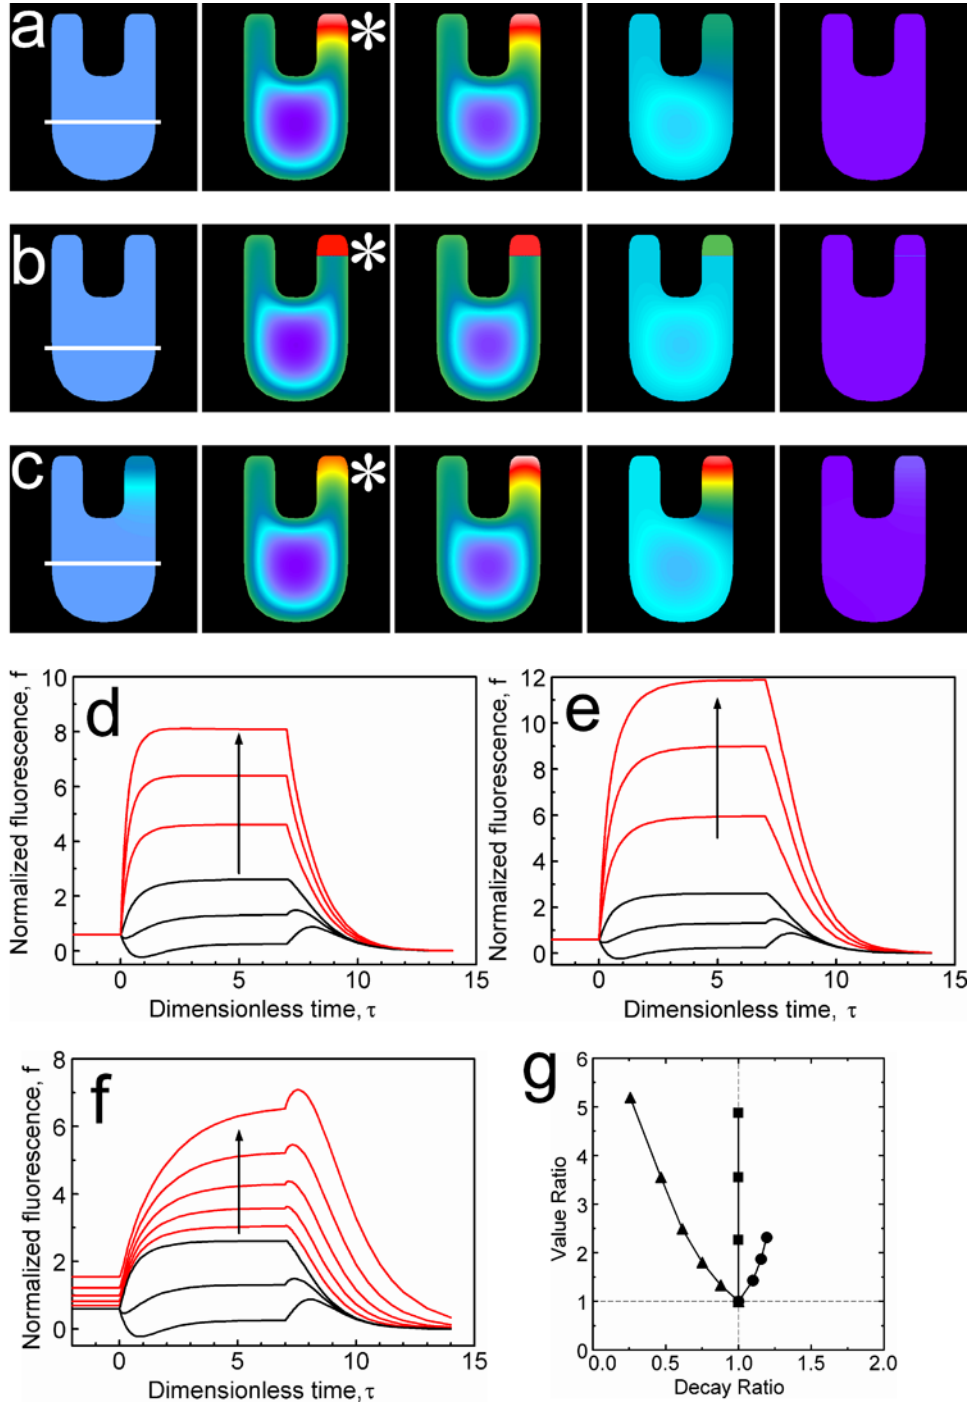 a
*
b
*
c
*
d
Normalized fluorescence, f
10
8
6
4
2
0
0 5 10 15
Dimensionless time, τ
e
Normalized fluorescence, f
12
10
8
6
4
2
0
0 5 10 15
Dimensionless time, τ
f
Normalized fluorescence, f
8
6
4
2
0
0 5 10 15
Dimensionless time, τ
g
Value Ratio
6
5
4
3
2
1
0
0.0 0.5 1.0 1.5 2.0
Decay Ratio